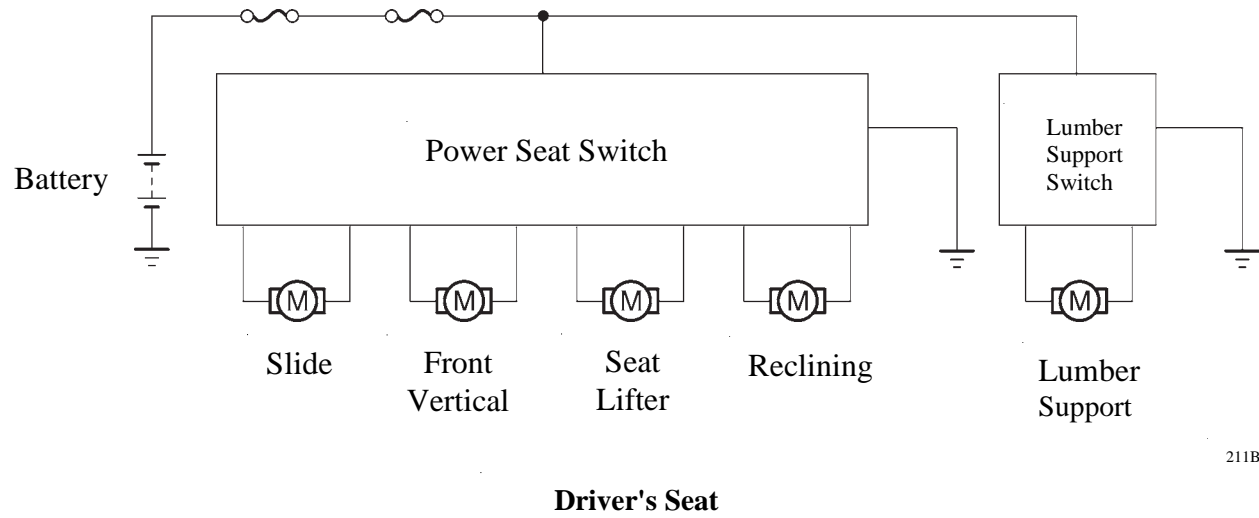 Power Seat Switch
Lumber
Support
Switch
Battery
M
M
M
M
M
Slide
Front
Vertical
Seat
Lifter
Reclining
Lumber
Support
211B
Driver's Seat